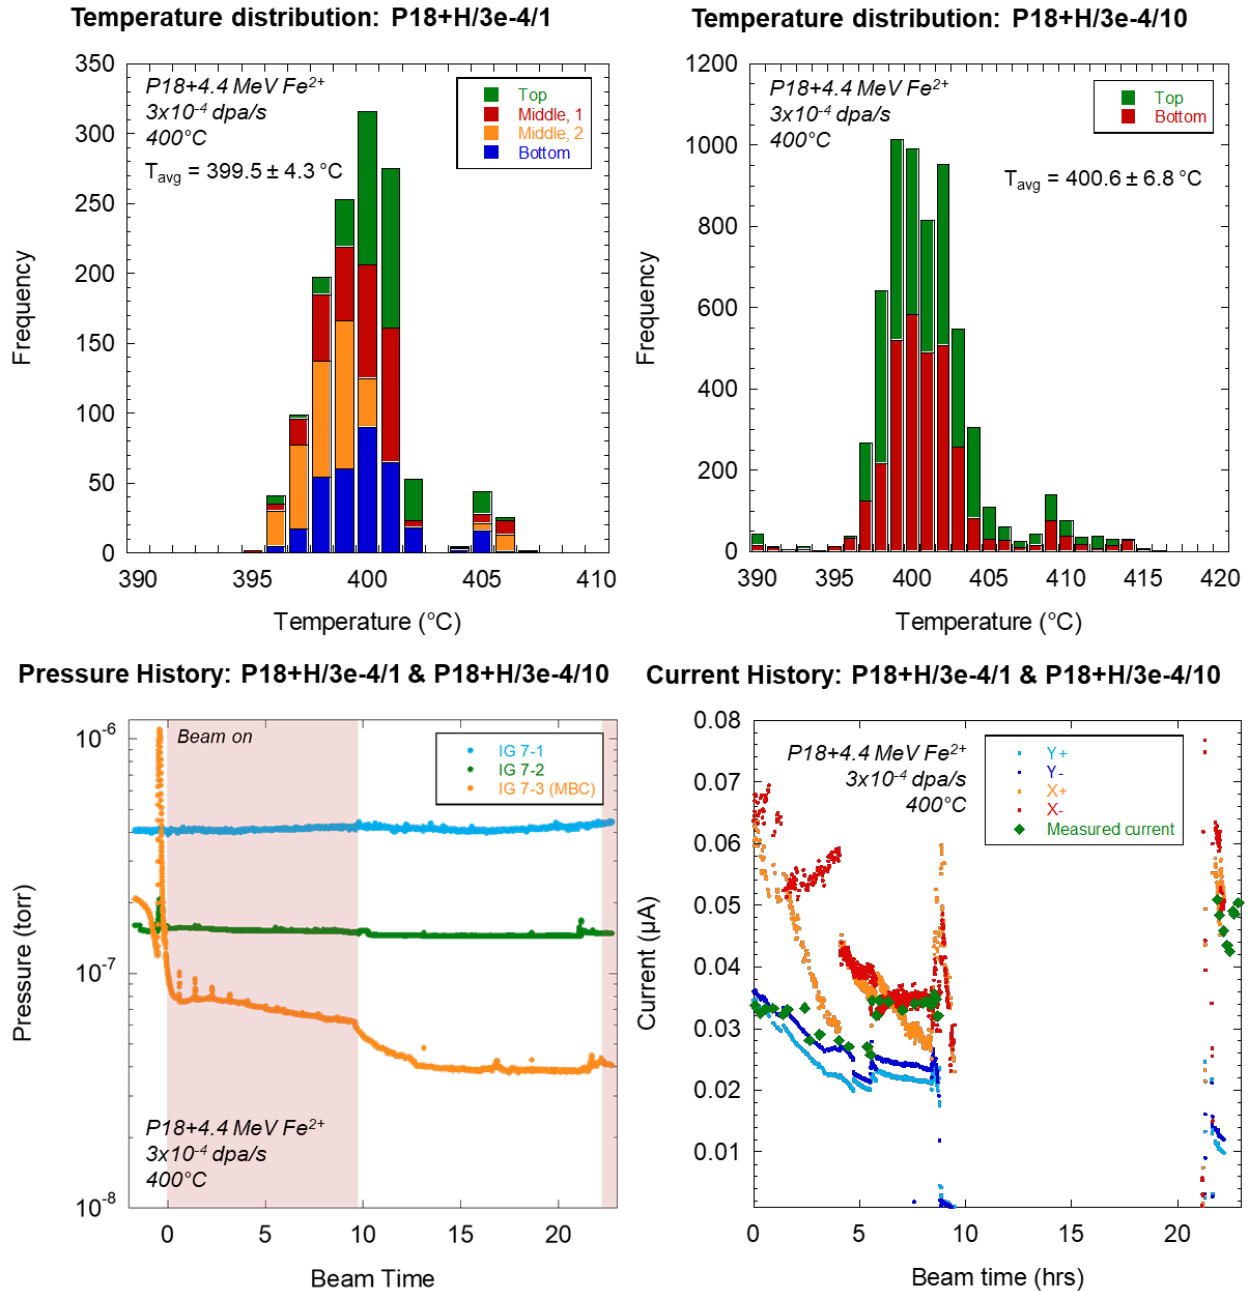 Temperature distribution: P18+H/3e-4/1
350
300
250
200
150
100
50
0
Frequency
P18+4.4 MeV Fe²⁺
3x10⁻⁴ dpa/s
400°C
T_avg = 399.5 ± 4.3 °C
Top
Middle, 1
Middle, 2
Bottom
390 395 400 405 410
Temperature (°C)
Temperature distribution: P18+H/3e-4/10
1200
1000
800
600
400
200
0
Frequency
P18+4.4 MeV Fe²⁺
3x10⁻⁴ dpa/s
400°C
Top
Bottom
T_avg = 400.6 ± 6.8 °C
390 395 400 405 410 415 420
Temperature (°C)
Pressure History: P18+H/3e-4/1 & P18+H/3e-4/10
10⁻⁶
10⁻⁷
10⁻⁸
Pressure (torr)
Beam on
IG 7-1
IG 7-2
IG 7-3 (MBC)
P18+4.4 MeV Fe²⁺
3x10⁻⁴ dpa/s
400°C
0 5 10 15 20
Beam Time
Current History: P18+H/3e-4/1 & P18+H/3e-4/10
0.08
0.07
0.06
0.05
0.04
0.03
0.02
0.01
Current (µA)
P18+4.4 MeV Fe²⁺
3x10⁻⁴ dpa/s
400°C
Y+
Y-
X+
X-
Measured current
0 5 10 15 20
Beam time (hrs)